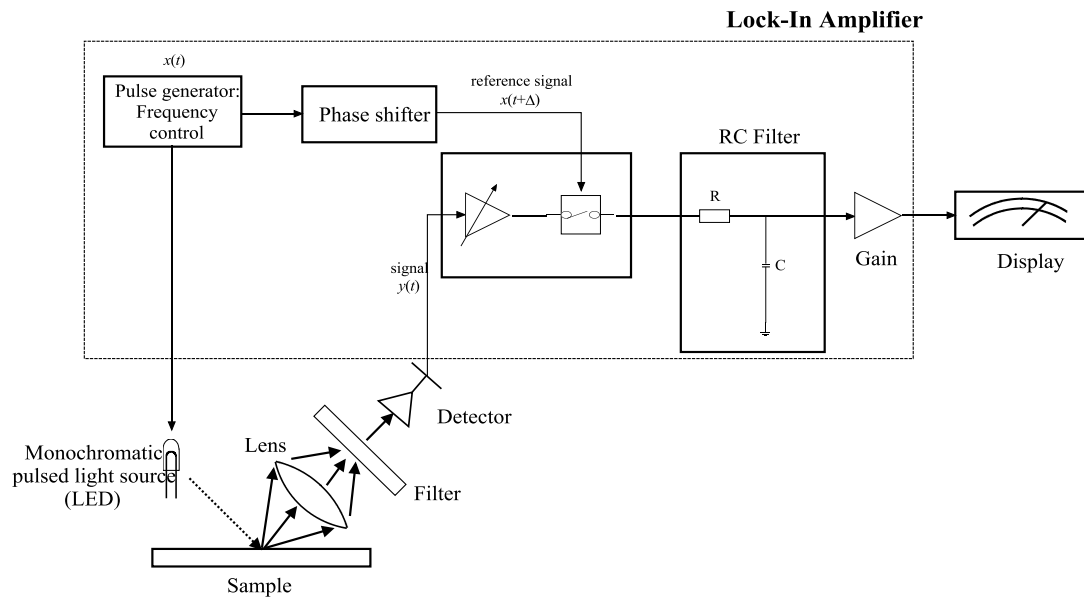 Lock-In Amplifier
x(t)
Pulse generator:
Frequency
control
Phase shifter
reference signal
x(t+Δ)
RC Filter
R
C
signal
y(t)
Gain
Display
Detector
Lens
Filter
Monochromatic
pulsed light source
(LED)
Sample